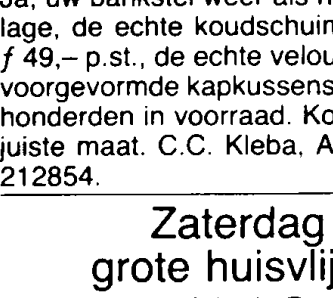 Ja, uw bankstel weer als
lage, de echte koudschuim
ƒ 49,– p.st., de echte velou
voorgevormde kapkussens
honderden in voorraad. Ko
juiste maat. C.C. Kleba, A
212854.
Zaterdag
grote huisvlij